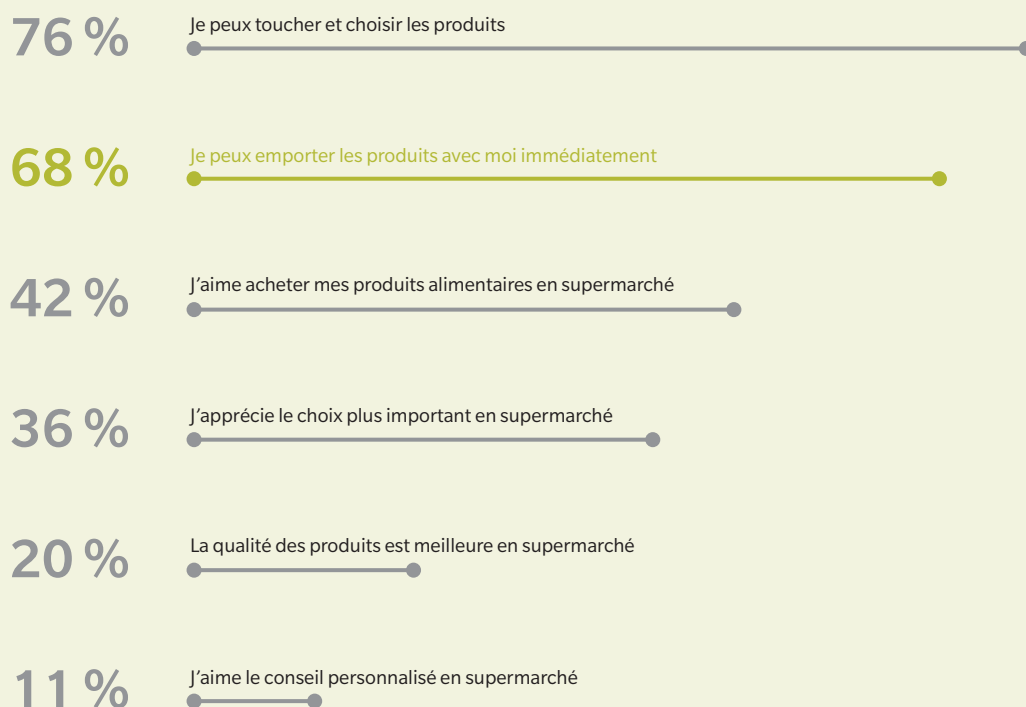 76 %
Je peux toucher et choisir les produits
68 %
Je peux emporter les produits avec moi immédiatement
42 %
J’aime acheter mes produits alimentaires en supermarché
36 %
J’apprécie le choix plus important en supermarché
20 %
La qualité des produits est meilleure en supermarché
11 %
J’aime le conseil personnalisé en supermarché